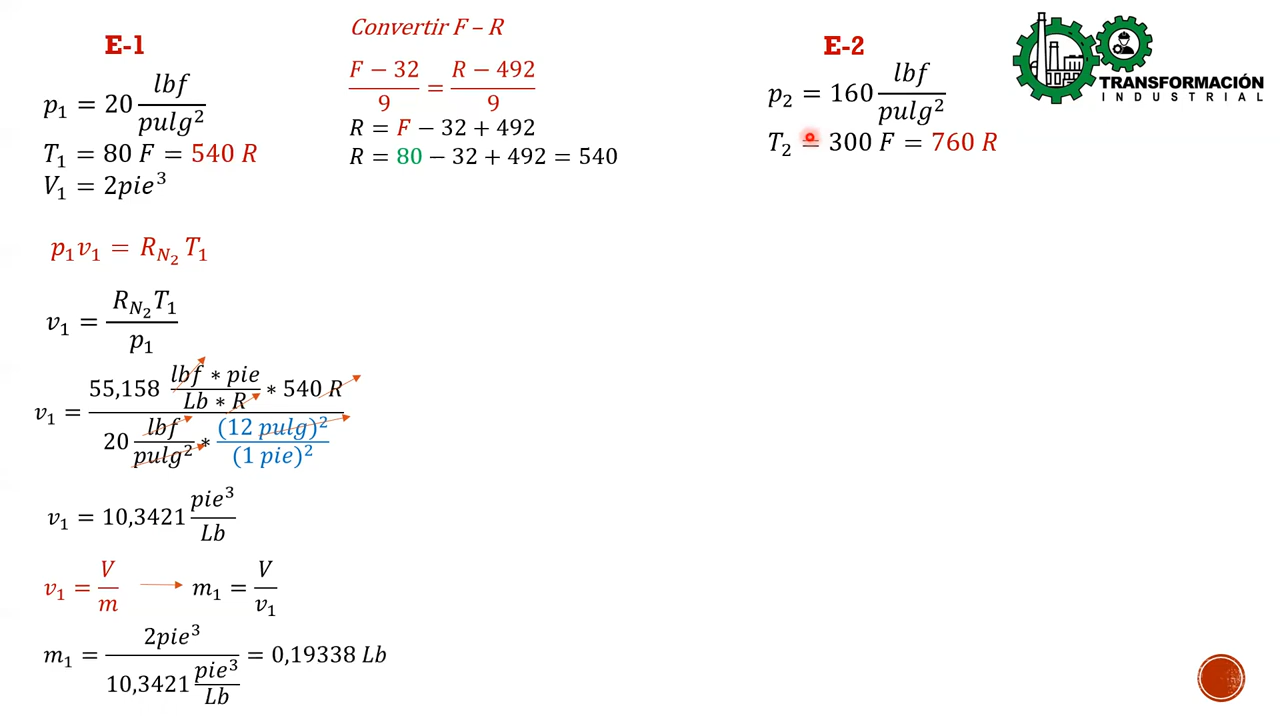 E-1
p₁ = 20 lbf/pulg²
T₁ = 80 F = 540 R
V₁ = 2pie³
p₁v₁ = R_N₂ T₁
v₁ = R_N₂T₁/p₁
v₁ = (55,158 (lbf * pie)/(Lb * R) * 540 R)/(20 lbf/pulg² * (12 pulg)²/(1 pie)²)
v₁ = 10,3421 pie³/Lb
v₁ = V/m → m₁ = V/v₁
m₁ = 2pie³/(10,3421 pie³/Lb) = 0,19338 Lb
Convertir F – R
(F − 32)/9 = (R − 492)/9
R = F − 32 + 492
R = 80 − 32 + 492 = 540
E-2
p₂ = 160 lbf/pulg²
T₂ = 300 F = 760 R
TRANSFORMACIÓN
INDUSTRIAL